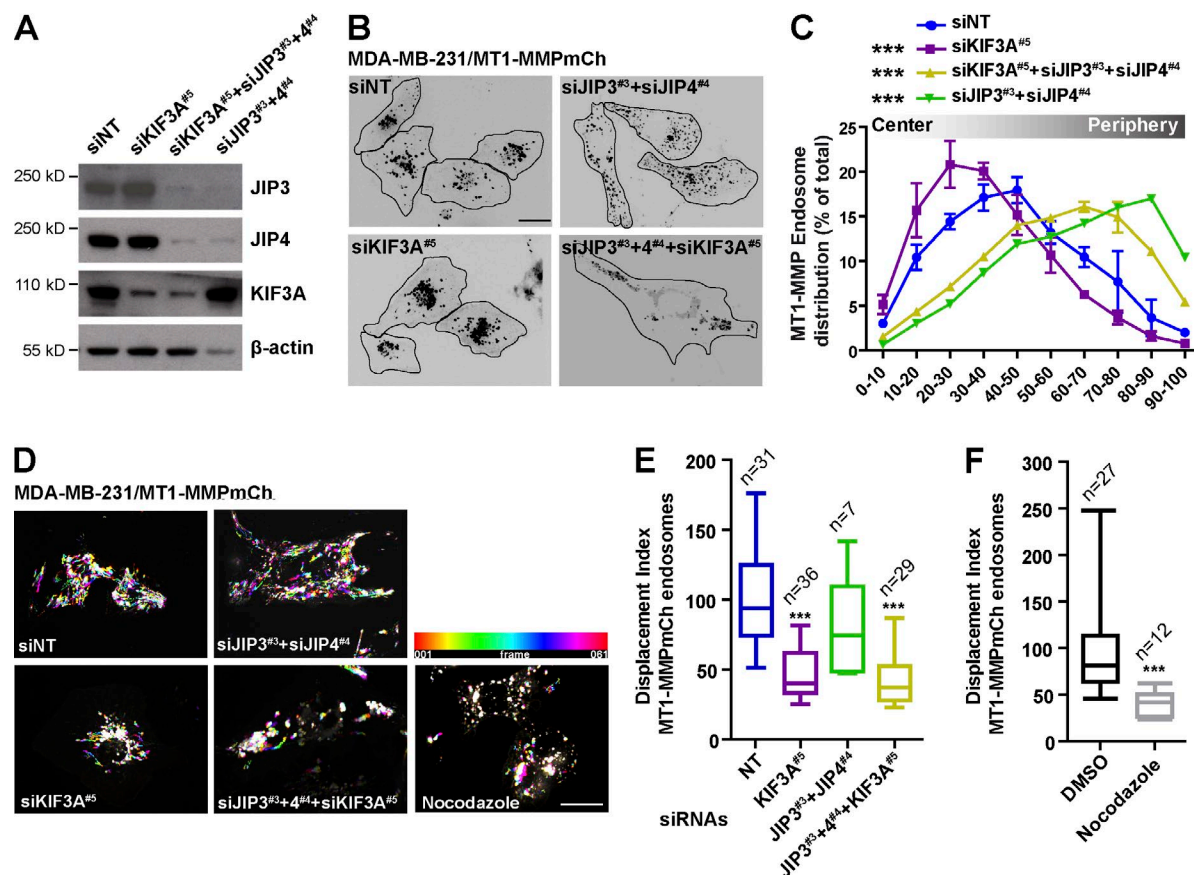 A
siNT
siKIF3A#5
siKIF3A#5+siJIP3#3+4#4
siJIP3#3+4#4
250 kD
JIP3
250 kD
JIP4
110 kD
KIF3A
55 kD
β-actin
B
MDA-MB-231/MT1-MMPmCh
siNT
siJIP3#3+siJIP4#4
siKIF3A#5
siJIP3#3+4#4+siKIF3A#5
C
siNT
*** siKIF3A#5
*** siKIF3A#5+siJIP3#3+siJIP4#4
*** siJIP3#3+siJIP4#4
Center Periphery
MT1-MMP Endosome
distribution (% of total)
25
20
15
10
5
0
0-10
10-20
20-30
30-40
40-50
50-60
60-70
70-80
80-90
90-100
D
MDA-MB-231/MT1-MMPmCh
siNT
siJIP3#3+siJIP4#4
001 frame 061
siKIF3A#5
siJIP3#3+4#4+siKIF3A#5
Nocodazole
E
Displacement Index
MT1-MMPmCh endosomes
200
150
100
50
0
n=31
n=36
***
n=7
n=29
***
NT
KIF3A#5
JIP3#3+JIP4#4
JIP3#3+4#4+KIF3A#5
siRNAs
F
Displacement Index
MT1-MMPmCh endosomes
300
250
200
150
100
50
0
n=27
n=12
***
DMSO
Nocodazole